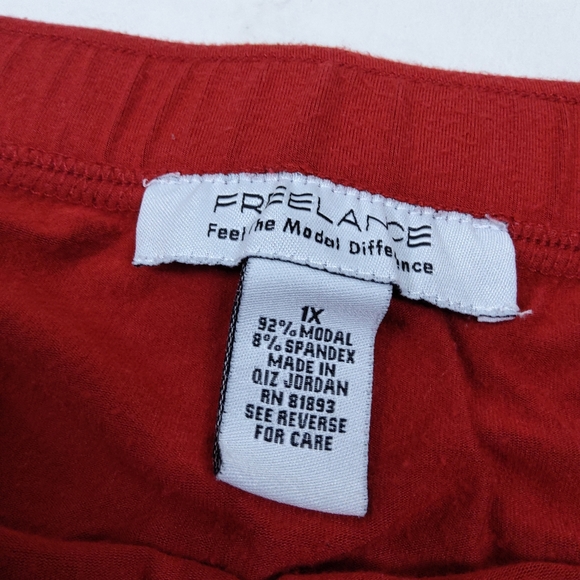 FREELANCE
Feel the Modal Difference
1X
92% MODAL
8% SPANDEX
MADE IN
QIZ JORDAN
RN 81893
SEE REVERSE
FOR CARE